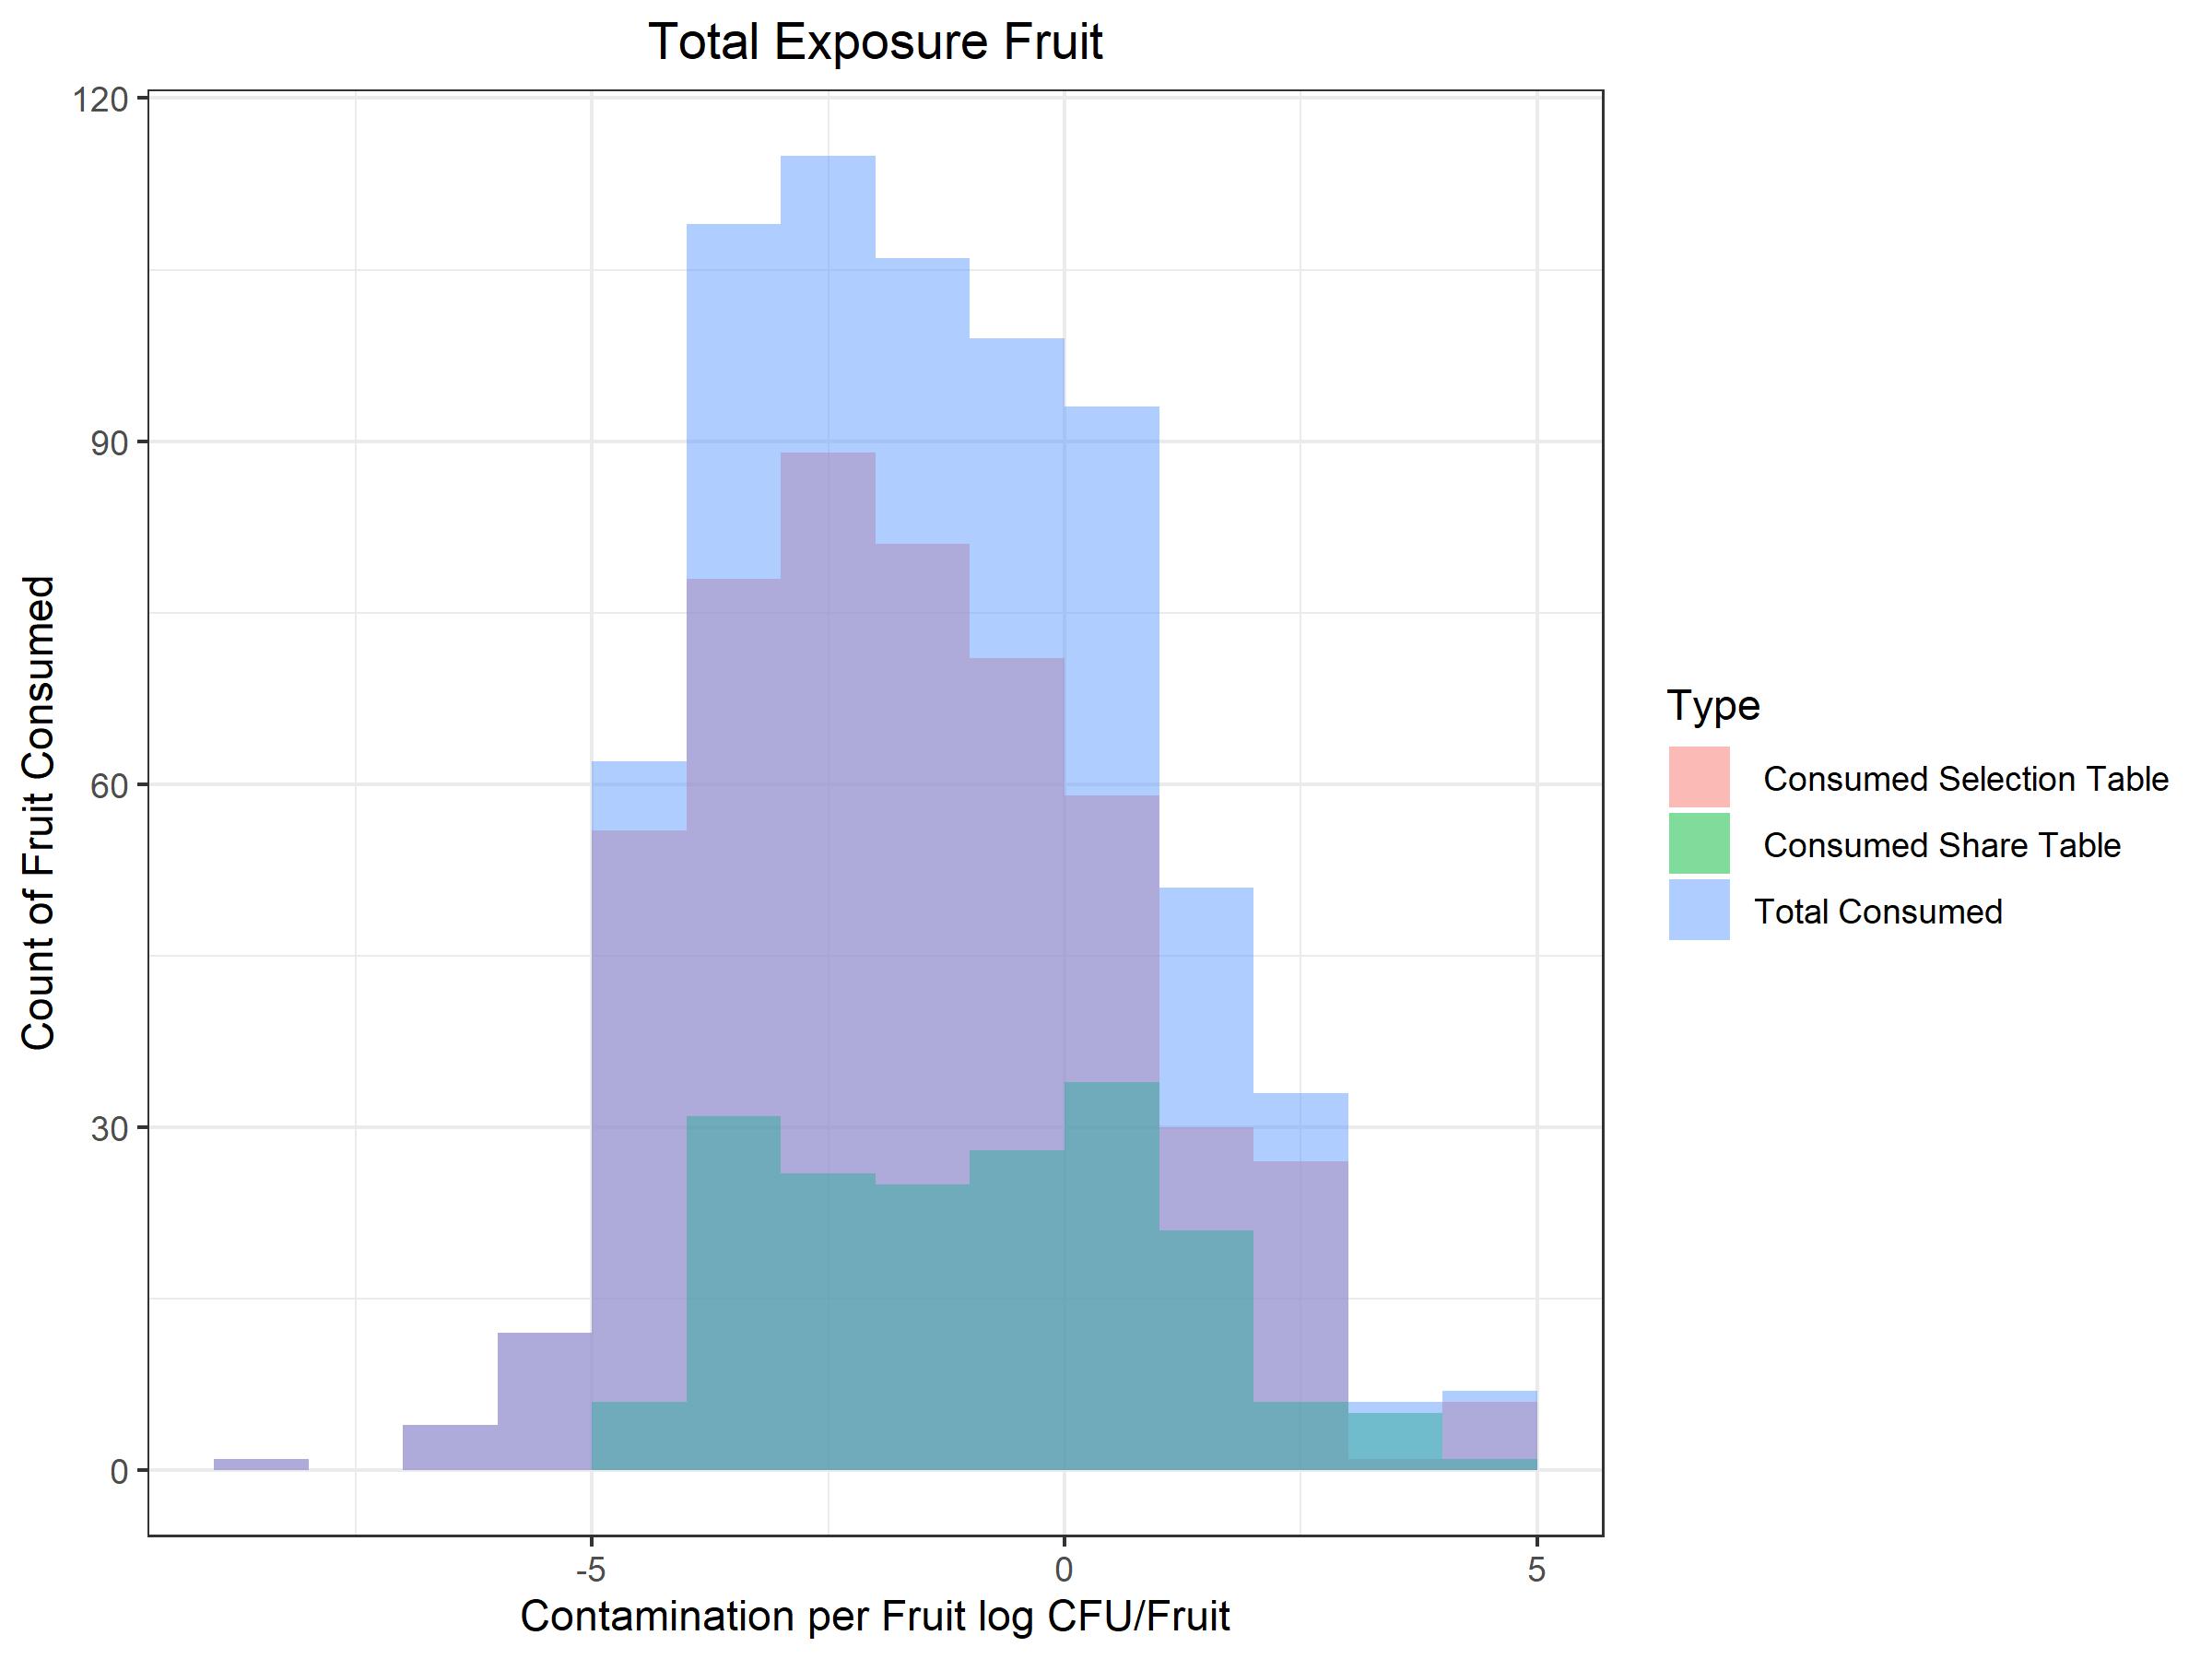 Total Exposure Fruit
120
90
60
30
0
Count of Fruit Consumed
-5 0 5
Contamination per Fruit log CFU/Fruit
Type
Consumed Selection Table
Consumed Share Table
Total Consumed